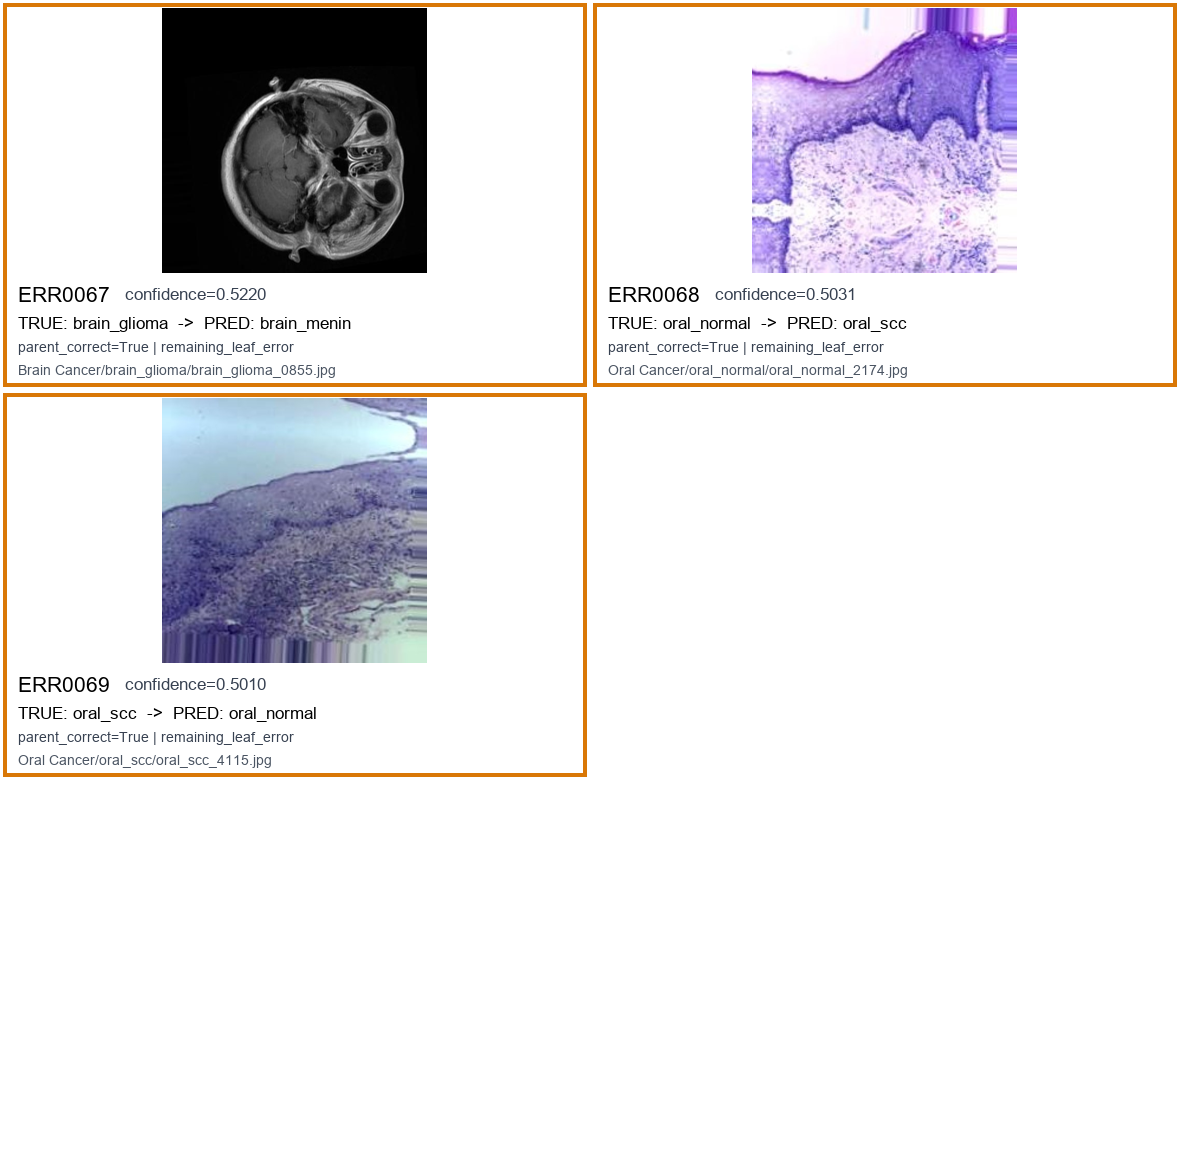 ERR0067 confidence=0.5220
TRUE: brain_glioma -> PRED: brain_menin
parent_correct=True | remaining_leaf_error
Brain Cancer/brain_glioma/brain_glioma_0855.jpg
ERR0068 confidence=0.5031
TRUE: oral_normal -> PRED: oral_scc
parent_correct=True | remaining_leaf_error
Oral Cancer/oral_normal/oral_normal_2174.jpg
ERR0069 confidence=0.5010
TRUE: oral_scc -> PRED: oral_normal
parent_correct=True | remaining_leaf_error
Oral Cancer/oral_scc/oral_scc_4115.jpg